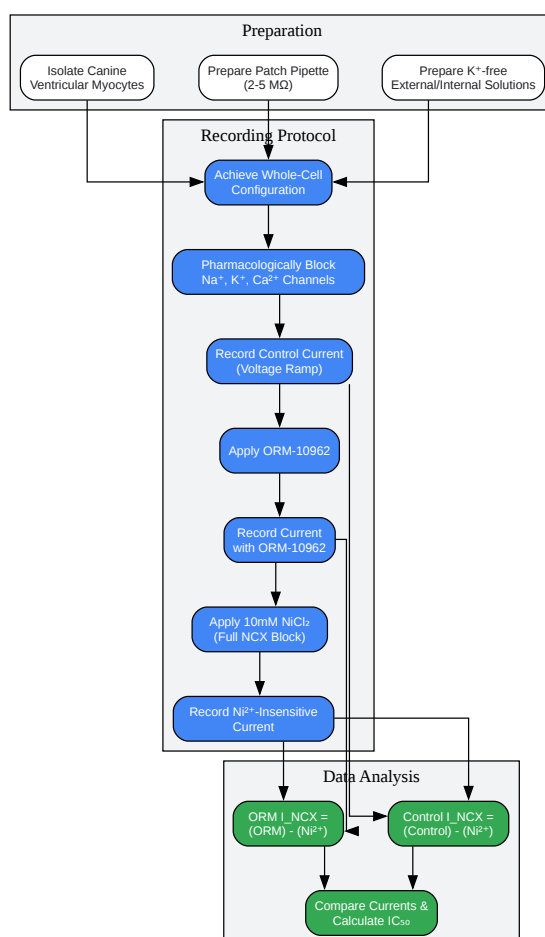 Preparation
Isolate Canine
Ventricular Myocytes
Prepare Patch Pipette
(2-5 MΩ)
Prepare K⁺-free
External/Internal Solutions
Recording Protocol
Achieve Whole-Cell
Configuration
Pharmacologically Block
Na⁺, K⁺, Ca²⁺ Channels
Record Control Current
(Voltage Ramp)
Apply ORM-10962
Record Current
with ORM-10962
Apply 10mM NiCl₂
(Full NCX Block)
Record Ni²⁺-Insensitive
Current
Data Analysis
ORM I_NCX =
(ORM) - (Ni²⁺)
Control I_NCX =
(Control) - (Ni²⁺)
Compare Currents &
Calculate IC₅₀